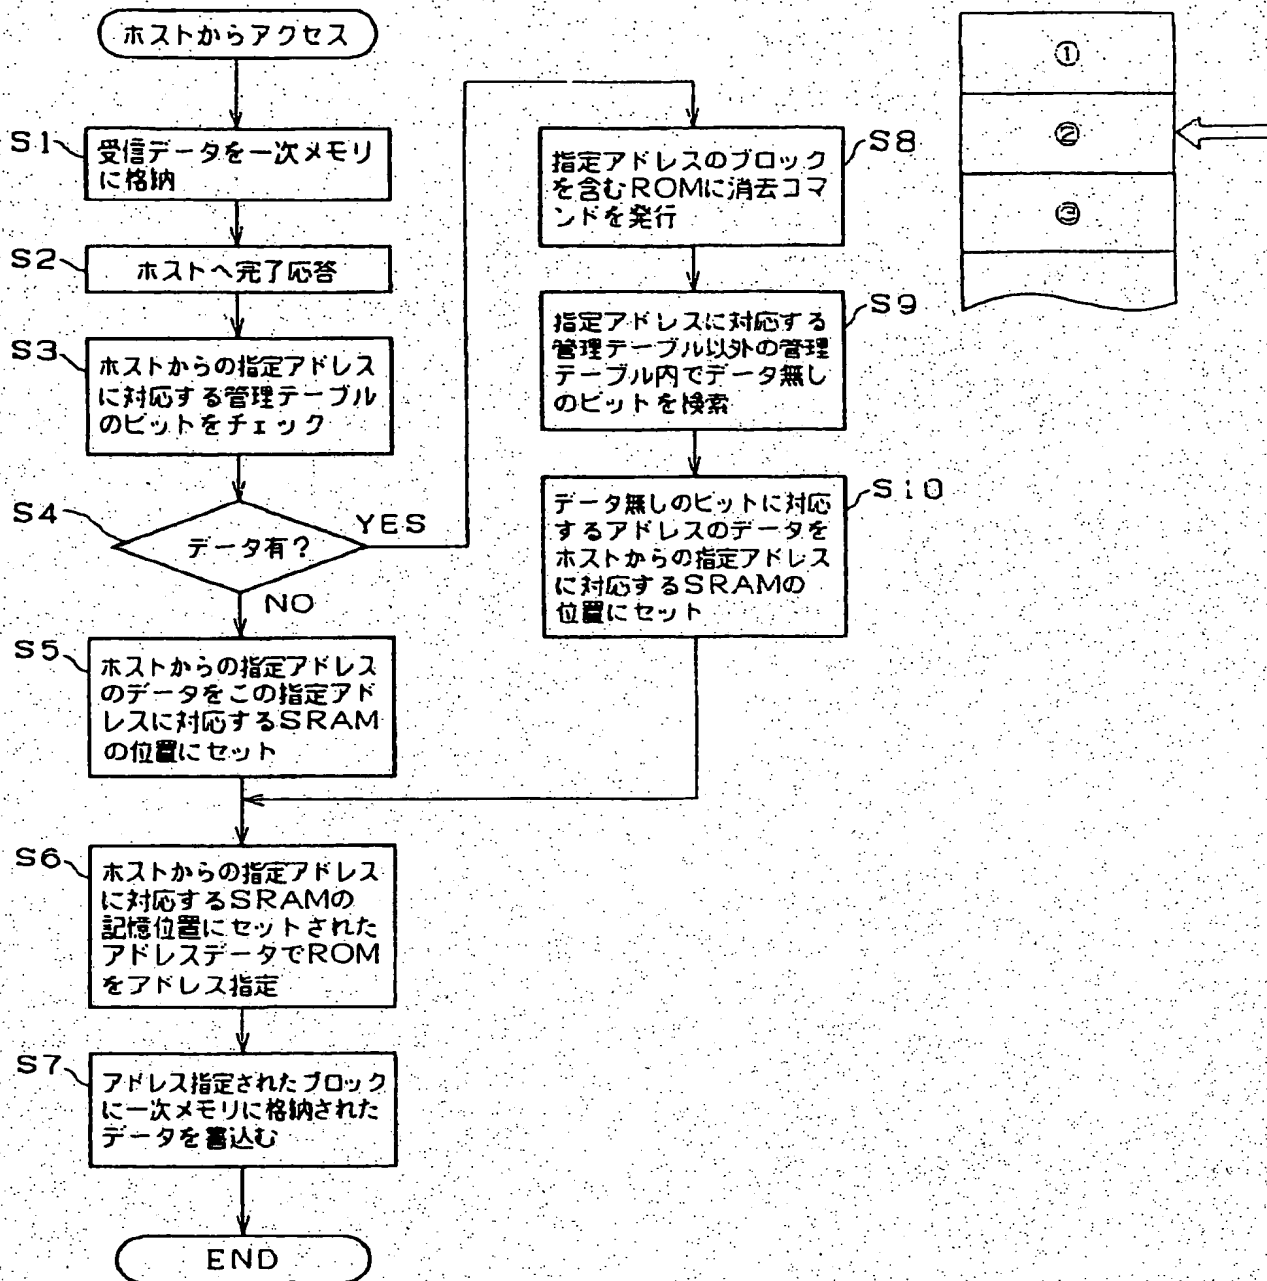 ホストからアクセス
S1
受信データを一次メモリ
に格納
S2
ホストへ完了応答
S3
ホストからの指定アドレス
に対応する管理テーブル
のビットをチェック
S4
データ有?
YES
NO
S5
ホストからの指定アドレス
のデータをこの指定アド
レスに対応するSRAM
の位置にセット
S6
ホストからの指定アドレス
に対応するSRAMの
記憶位置にセットされた
アドレスデータでROM
をアドレス指定
S7
アドレス指定されたブロック
に一次メモリに格納された
データを書込む
END
S8
指定アドレスのブロック
を含むROMに消去コマ
ンドを発行
S9
指定アドレスに対応する
管理テーブル以外の管理
テーブル内でデータ無し
のビットを検索
S10
データ無しのビットに対応
するアドレスのデータを
ホストからの指定アドレス
に対応するSRAMの
位置にセット
①
②
③